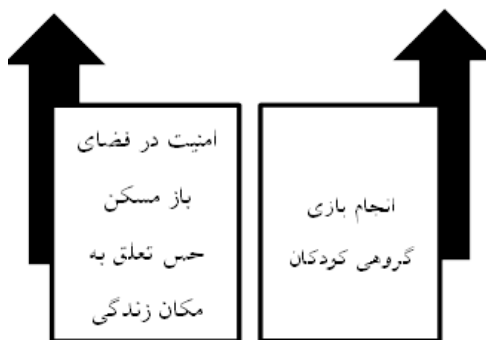 انجام بازی
گروهی کودکان
امنیت در فضای
باز مسکن
حس تعلق به
مکان زندگی